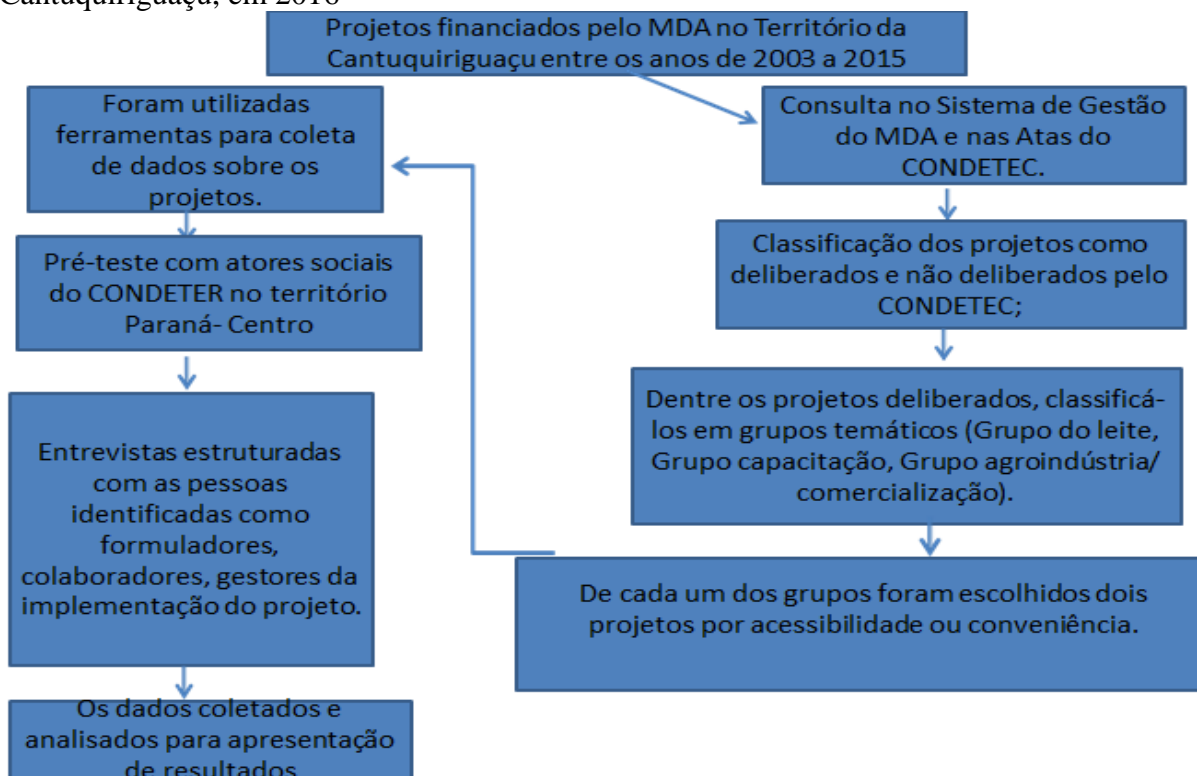 Cantuquiriguaçu, em 2016
Projetos financiados pelo MDA no Território da
Cantuquiriguaçu entre os anos de 2003 a 2015
Consulta no Sistema de Gestão
do MDA e nas Atas do
CONDETEC.
Classificação dos projetos como
deliberados e não deliberados pelo
CONDETEC;
Dentre os projetos deliberados, classificá-
los em grupos temáticos (Grupo do leite,
Grupo capacitação, Grupo agroindústria/
comercialização).
De cada um dos grupos foram escolhidos dois
projetos por acessibilidade ou conveniência.
Foram utilizadas
ferramentas para coleta
de dados sobre os
projetos.
Pré-teste com atores sociais
do CONDETER no território
Paraná- Centro
Entrevistas estruturadas
com as pessoas
identificadas como
formuladores,
colaboradores, gestores da
implementação do projeto.
Os dados coletados e
analisados para apresentação
de resultados